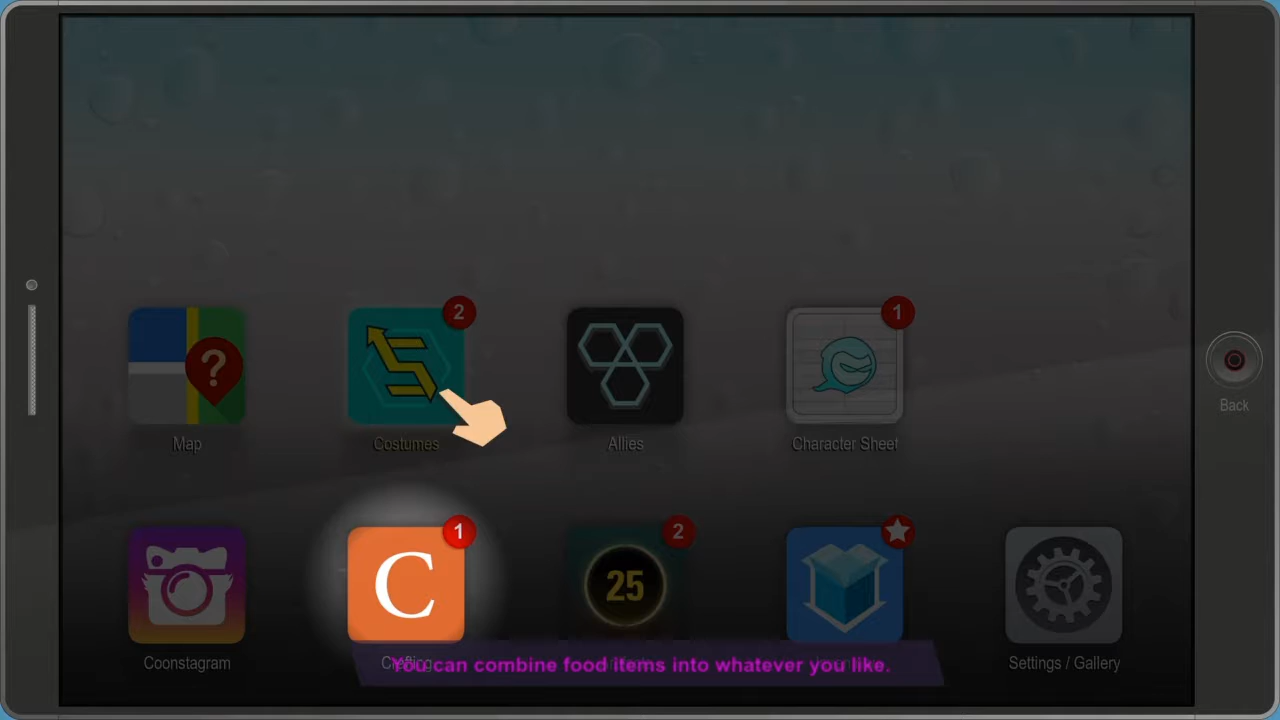 2
1
?
Map
Costumes
Allies
Character Sheet
Back
1
2
C
25
Coonstagram
You can combine food items into whatever you like.
Settings / Gallery